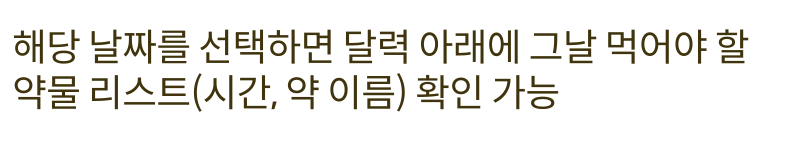 해당 날짜를 선택하면 달력 아래에 그날 먹어야 할
약물 리스트(시간, 약 이름) 확인 가능